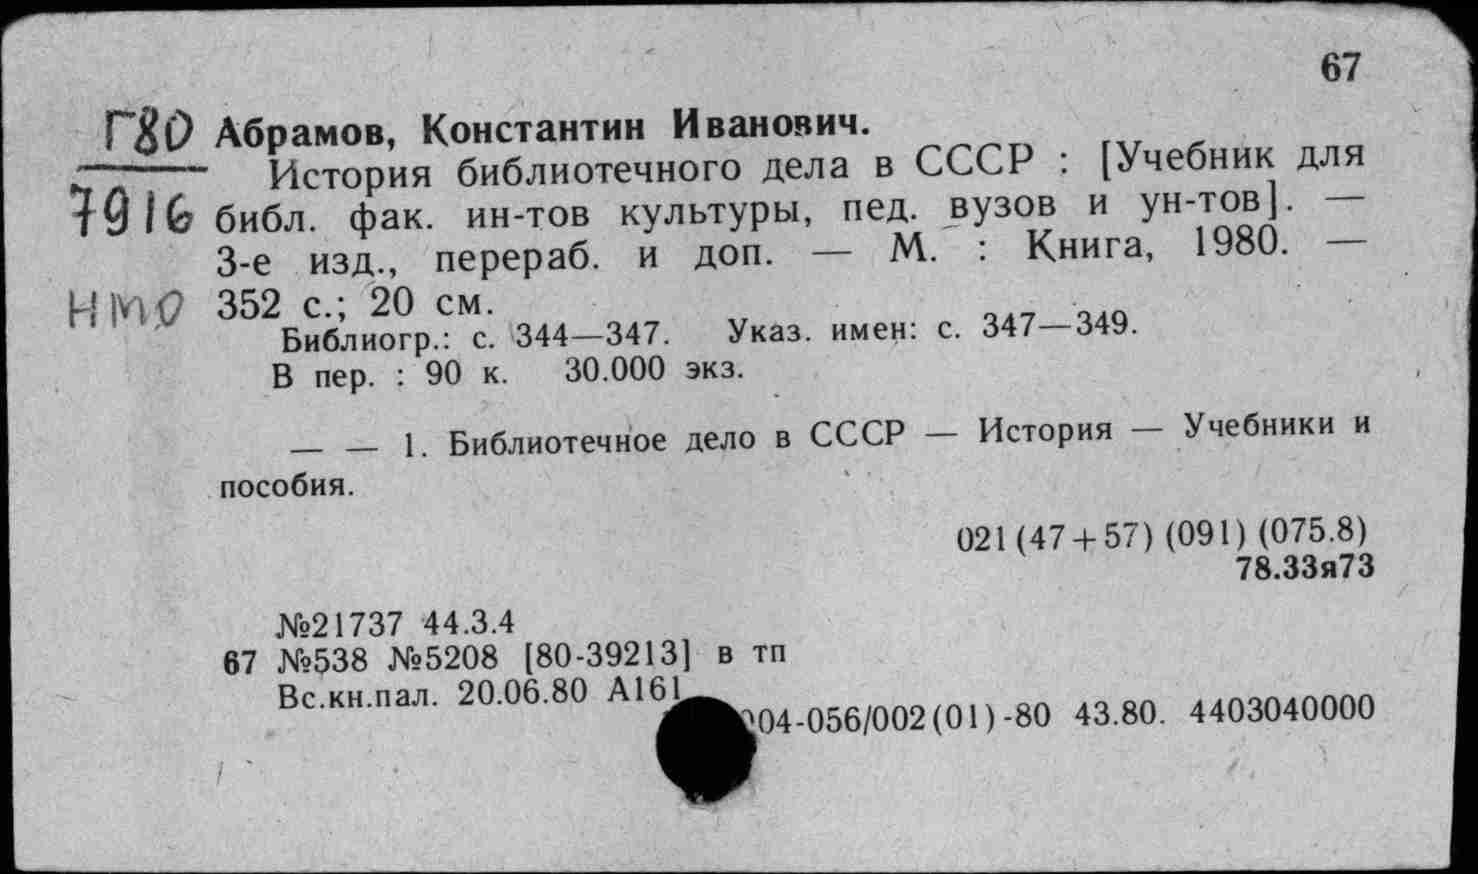 67
Г80 Абрамов, Константин Иванович.
История библиотечного дела в СССР : [Учебник для
7916 библ. фак. ин-тов культуры, пед. вузов и ун-тов]. —
3-е изд., перераб. и доп. — М. : Книга, 1980. —
НМО 352 с.; 20 см.
Библиогр.: с. 344—347. Указ. имен: с. 347—349.
В пер. : 90 к. 30.000 экз.
— — 1. Библиотечное дело в СССР — История — Учебники и
пособия.
021 (47+57) (091) (075.8)
78.33я73
№21737 44.3.4
67 №538 №5208 [80-39213] в тп
Вс.кн.пал. 20.06.80 А161
04-056/002(01)-80 43.80. 4403040000